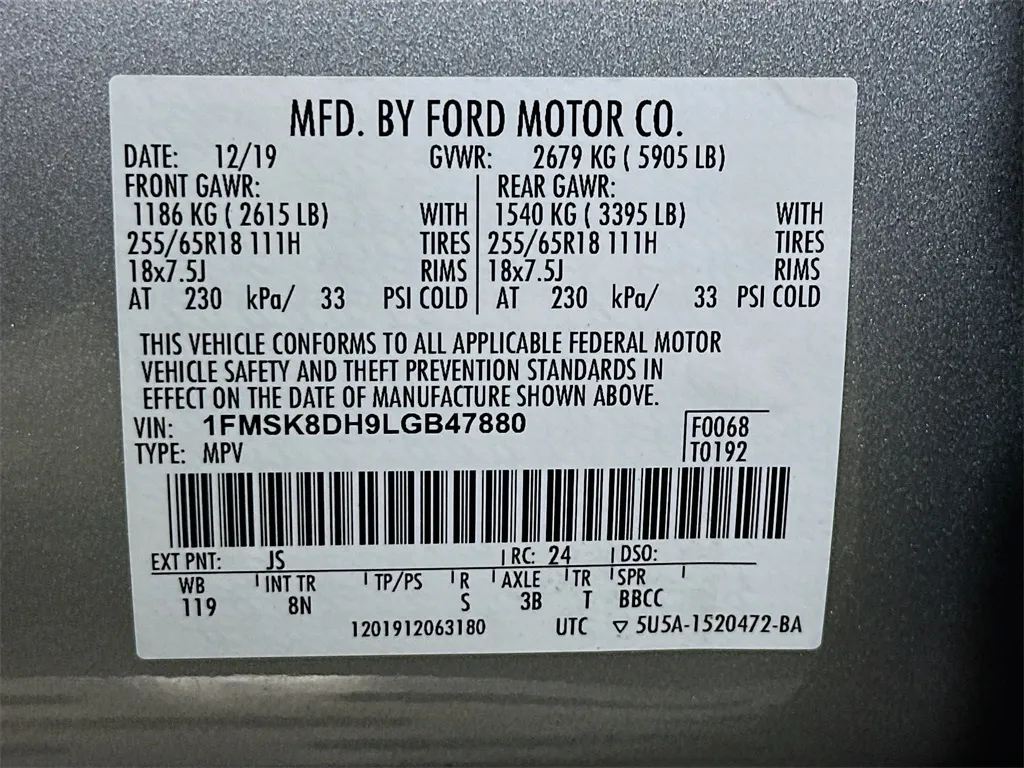 MFD. BY FORD MOTOR CO.
DATE: 12/19 GVWR: 2679 KG ( 5905 LB)
FRONT GAWR: REAR GAWR:
1186 KG ( 2615 LB) WITH 1540 KG ( 3395 LB) WITH
255/65R18 111H TIRES 255/65R18 111H TIRES
18x7.5J RIMS 18x7.5J RIMS
AT 230 kPa/ 33 PSI COLD AT 230 kPa/ 33 PSI COLD
THIS VEHICLE CONFORMS TO ALL APPLICABLE FEDERAL MOTOR
VEHICLE SAFETY AND THEFT PREVENTION STANDARDS IN
EFFECT ON THE DATE OF MANUFACTURE SHOWN ABOVE.
VIN: 1FMSK8DH9LGB47880 F0068
TYPE: MPV T0192
EXT PNT: JS RC: 24 DSO:
WB INT TR TP/PS R AXLE TR SPR
119 8N S 3B T BBCC
1201912063180 UTC ▽ 5U5A-1520472-BA